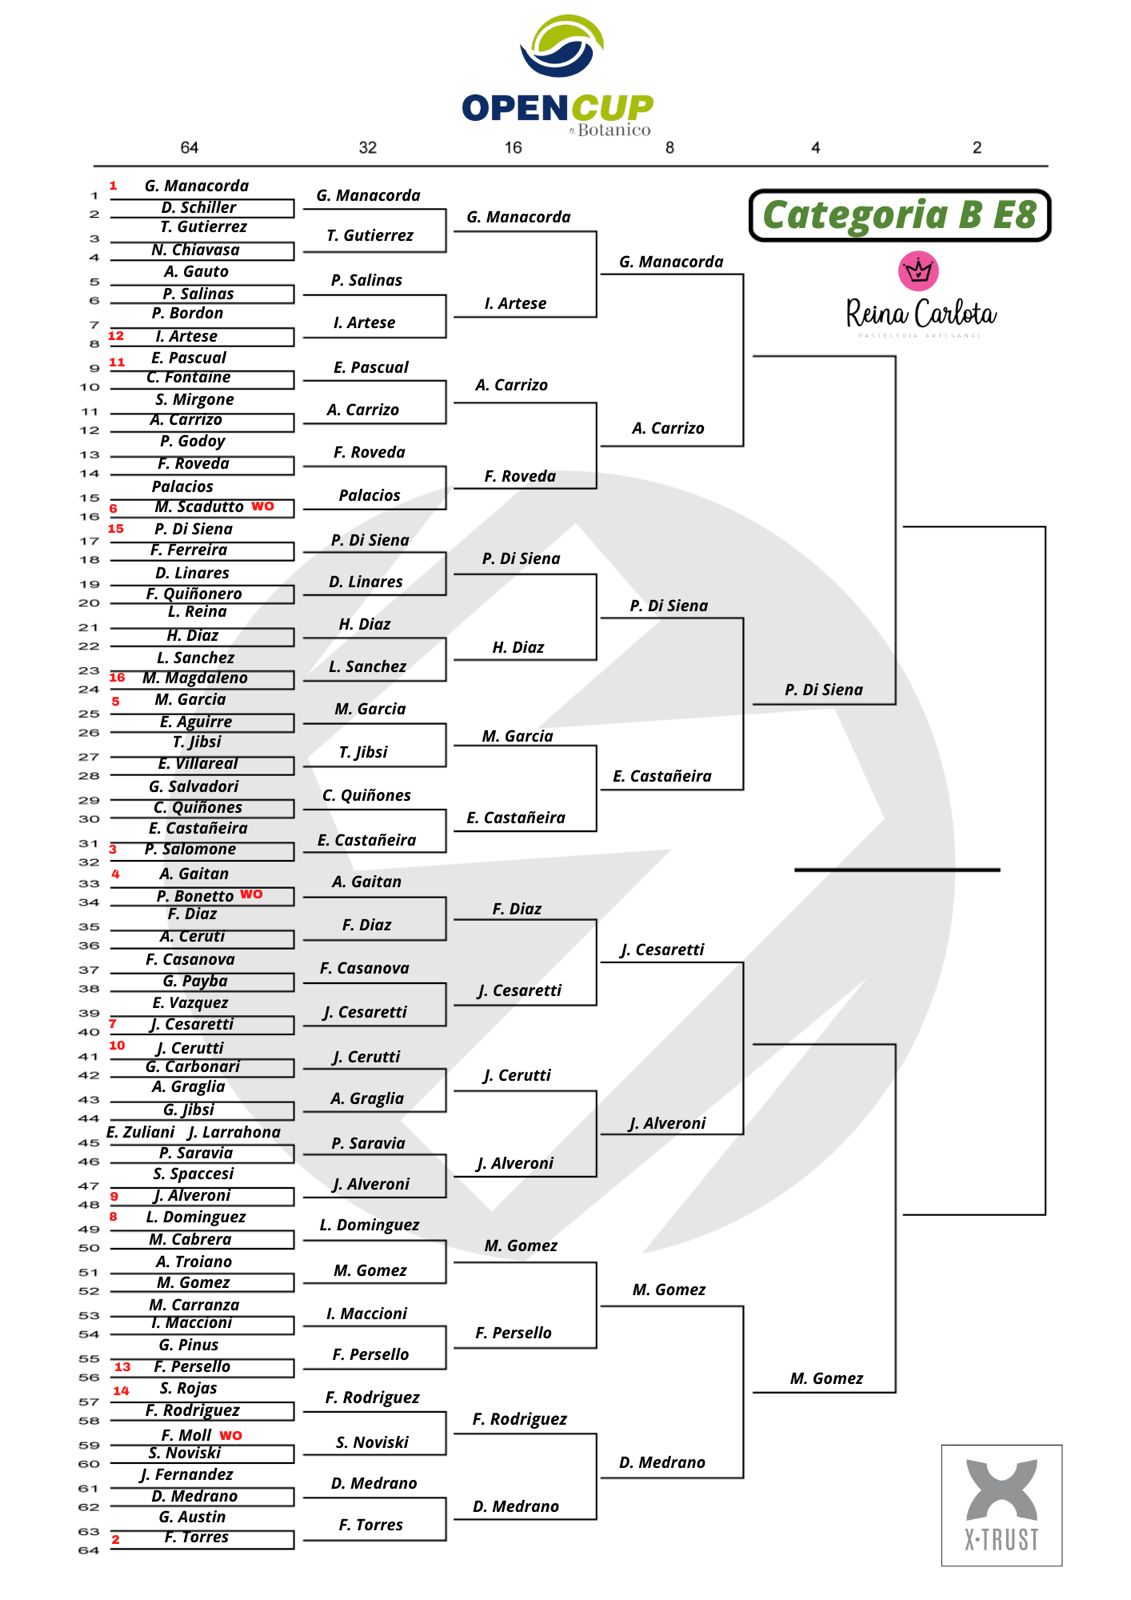 OPENCUP
n. Botanico
64 32 16 8 4 2
Categoria B E8
Reina Carlota
PASTELERIA ARTESANAL
1 1 G. Manacorda
2 D. Schiller
3 T. Gutierrez
4 N. Chiavasa
5 A. Gauto
6 P. Salinas
7 P. Bordon
8 12 I. Artese
9 11 E. Pascual
10 C. Fontaine
11 S. Mirgone
12 A. Carrizo
13 P. Godoy
14 F. Roveda
15 Palacios
16 6 M. Scadutto WO
17 15 P. Di Siena
18 F. Ferreira
19 D. Linares
20 F. Quiñonero
21 L. Reina
22 H. Diaz
23 L. Sanchez
24 16 M. Magdaleno
25 5 M. Garcia
26 E. Aguirre
27 T. Jibsi
28 E. Villareal
29 G. Salvadori
30 C. Quiñones
31 E. Castañeira
32 3 P. Salomone
33 4 A. Gaitan
34 P. Bonetto WO
35 F. Diaz
36 A. Ceruti
37 F. Casanova
38 G. Payba
39 E. Vazquez
40 7 J. Cesaretti
41 10 J. Cerutti
42 G. Carbonari
43 A. Graglia
44 G. Jibsi
45 E. Zuliani J. Larrahona
46 P. Saravia
47 S. Spaccesi
48 9 J. Alveroni
49 8 L. Dominguez
50 M. Cabrera
51 A. Troiano
52 M. Gomez
53 M. Carranza
54 I. Maccioni
55 G. Pinus
56 13 F. Persello
57 14 S. Rojas
58 F. Rodriguez
59 F. Moll WO
60 S. Noviski
61 J. Fernandez
62 D. Medrano
63 G. Austin
64 2 F. Torres
G. Manacorda
T. Gutierrez
P. Salinas
I. Artese
E. Pascual
A. Carrizo
F. Roveda
Palacios
P. Di Siena
D. Linares
H. Diaz
L. Sanchez
M. Garcia
T. Jibsi
C. Quiñones
E. Castañeira
A. Gaitan
F. Diaz
F. Casanova
J. Cesaretti
J. Cerutti
A. Graglia
P. Saravia
J. Alveroni
L. Dominguez
M. Gomez
I. Maccioni
F. Persello
F. Rodriguez
S. Noviski
D. Medrano
F. Torres
G. Manacorda
I. Artese
A. Carrizo
F. Roveda
P. Di Siena
H. Diaz
M. Garcia
E. Castañeira
F. Diaz
J. Cesaretti
J. Cerutti
J. Alveroni
M. Gomez
F. Persello
F. Rodriguez
D. Medrano
G. Manacorda
A. Carrizo
P. Di Siena
E. Castañeira
J. Cesaretti
J. Alveroni
M. Gomez
D. Medrano
P. Di Siena
M. Gomez
X•TRUST